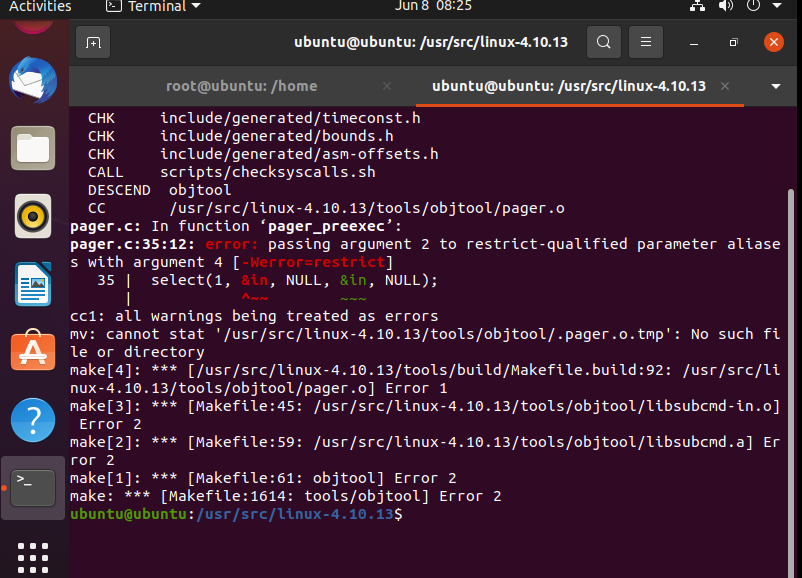 Activities
Terminal
Jun 8 08:25
ubuntu@ubuntu: /usr/src/linux-4.10.13
root@ubuntu: /home
ubuntu@ubuntu: /usr/src/linux-4.10.13
CHK     include/generated/timeconst.h
CHK     include/generated/bounds.h
CHK     include/generated/asm-offsets.h
CALL    scripts/checksyscalls.sh
DESCEND  objtool
CC       /usr/src/linux-4.10.13/tools/objtool/pager.o
pager.c: In function ‘pager_preexec’:
pager.c:35:12: error: passing argument 2 to restrict-qualified parameter aliase
s with argument 4 [-Werror=restrict]
35 |  select(1, &in, NULL, &in, NULL);
|            ^~~        ~~~
cc1: all warnings being treated as errors
mv: cannot stat '/usr/src/linux-4.10.13/tools/objtool/.pager.o.tmp': No such fi
le or directory
make[4]: *** [/usr/src/linux-4.10.13/tools/build/Makefile.build:92: /usr/src/li
nux-4.10.13/tools/objtool/pager.o] Error 1
make[3]: *** [Makefile:45: /usr/src/linux-4.10.13/tools/objtool/libsubcmd-in.o]
Error 2
make[2]: *** [Makefile:59: /usr/src/linux-4.10.13/tools/objtool/libsubcmd.a] Er
ror 2
make[1]: *** [Makefile:61: objtool] Error 2
make: *** [Makefile:1614: tools/objtool] Error 2
ubuntu@ubuntu:/usr/src/linux-4.10.13$